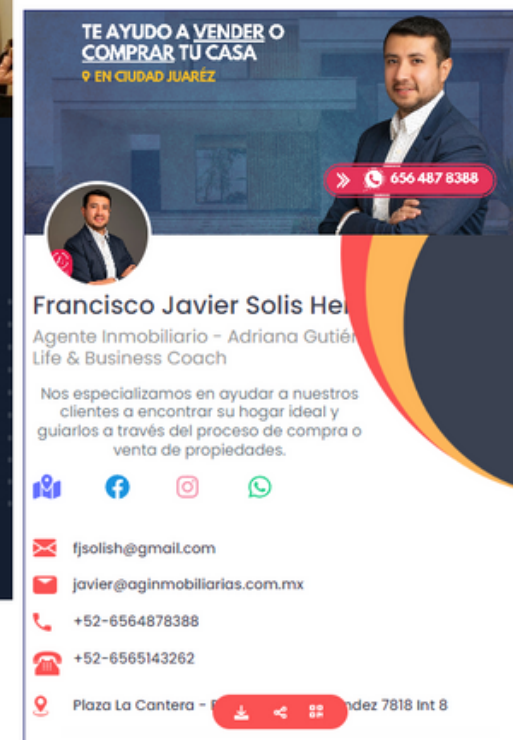 TE AYUDO A VENDER O
COMPRAR TU CASA
EN CIUDAD JUARÉZ
656 487 8388
Francisco Javier Solis
Agente Inmobiliario - Adriana
Life & Business Coach
Nos especializamos en ayudar a nuestros
clientes a encontrar su hogar ideal y
guiarlos a través del proceso de compra o
venta de propiedades.
fjsolish@gmail.com
javier@aginmobiliarias.com.mx
+52-6564878388
+52-6565143262
Plaza La Cantera - 7818 Int 8